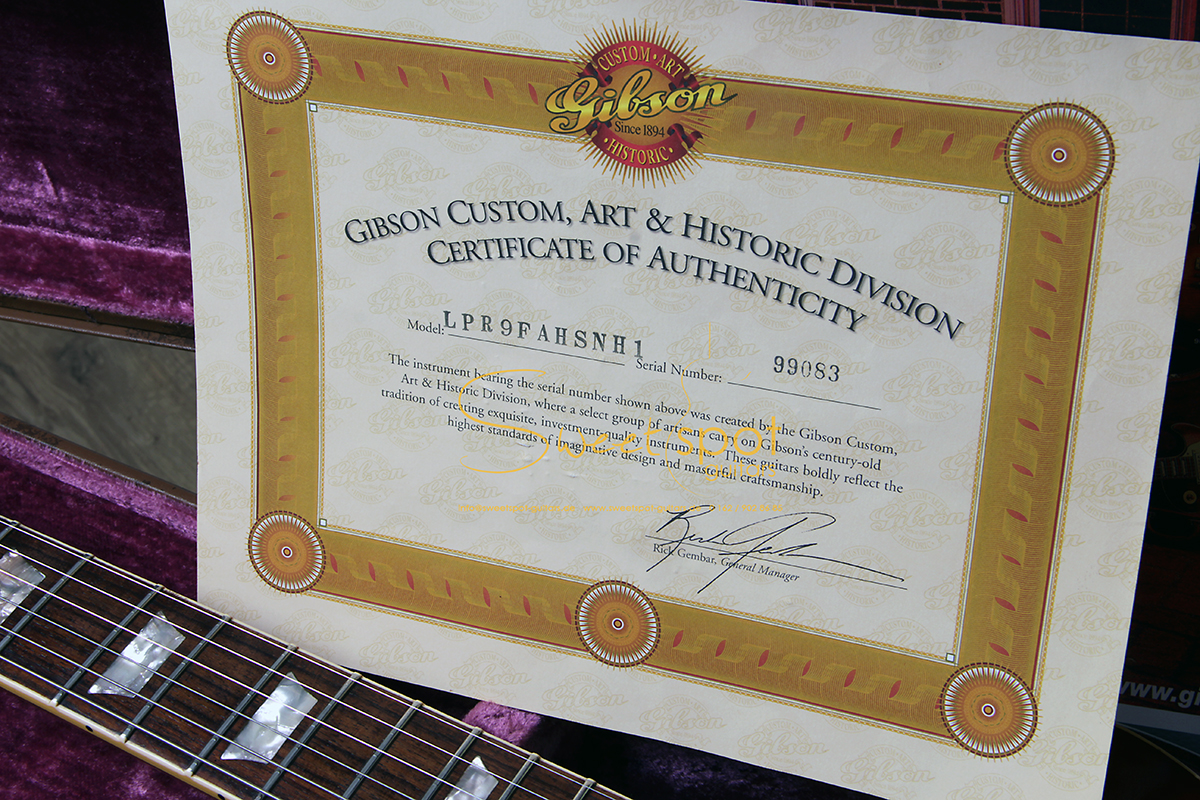 CUSTOM · ART
Gibson
Since 1894
· HISTORIC ·
GIBSON CUSTOM, ART & HISTORIC DIVISION
CERTIFICATE OF AUTHENTICITY
Model: LPR9FAHSNH1 Serial Number: 99083
The instrument bearing the serial number shown above was created by the Gibson Custom,
Art & Historic Division, where a select group of artisans carry on Gibson's century-old
tradition of creating exquisite, investment-quality instruments. These guitars boldly reflect the
highest standards of imaginative design and masterful craftsmanship.
Sweetspot
Rick Gembar, General Manager
www.gi